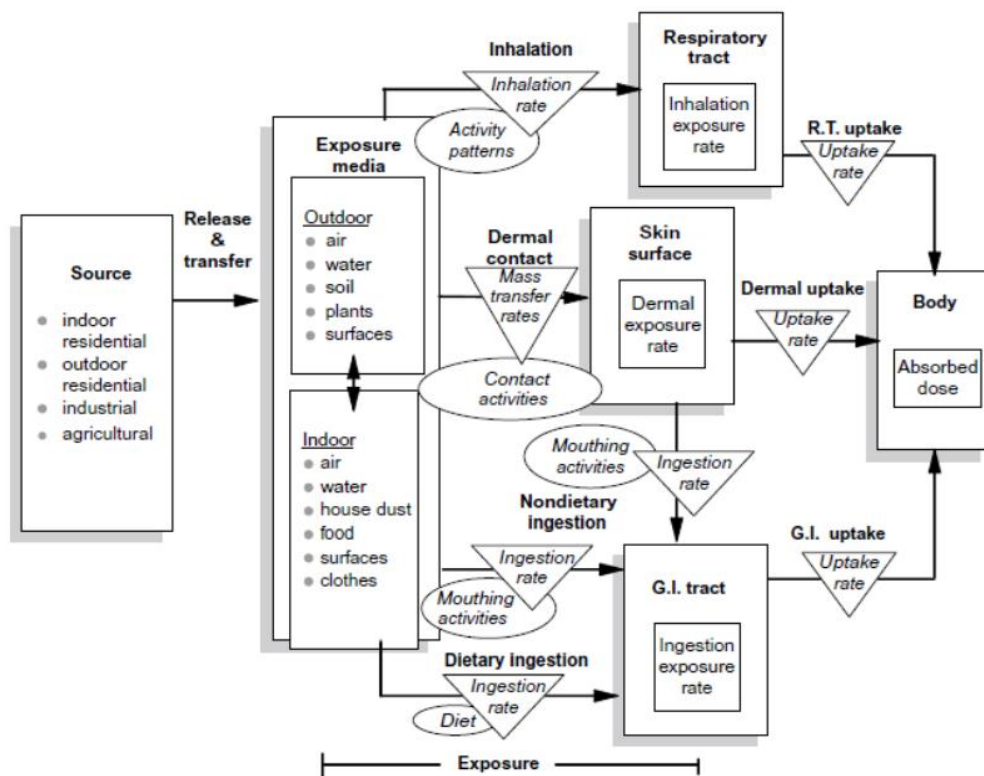 Source
indoor
residential
outdoor
residential
industrial
agricultural
Release
&
transfer
Exposure
media
Outdoor
air
water
soil
plants
surfaces
Indoor
air
water
house dust
food
surfaces
clothes
Inhalation
Inhalation
rate
Activity
patterns
Dermal
contact
Mass
transfer
rates
Contact
activities
Mouthing
activities
Ingestion
rate
Nondietary
ingestion
Ingestion
rate
Mouthing
activities
Dietary ingestion
Ingestion
rate
Diet
Respiratory
tract
Inhalation
exposure
rate
Skin
surface
Dermal
exposure
rate
G.I. tract
Ingestion
exposure
rate
R.T. uptake
Uptake
rate
Dermal uptake
Uptake
rate
G.I. uptake
Uptake
rate
Body
Absorbed
dose
Exposure